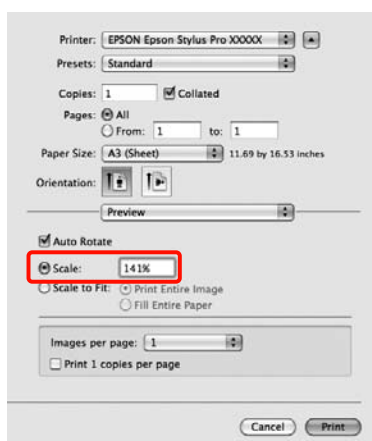 Printer: EPSON Epson Stylus Pro XXXXX
Presets: Standard
Copies: 1 Collated
Pages: All
From: 1 to: 1
Paper Size: A3 (Sheet) 11.69 by 16.53 inches
Orientation:
Preview
Auto Rotate
Scale: 141%
Scale to Fit: Print Entire Image
Fill Entire Paper
Images per page: 1
Print 1 copies per page
Cancel Print